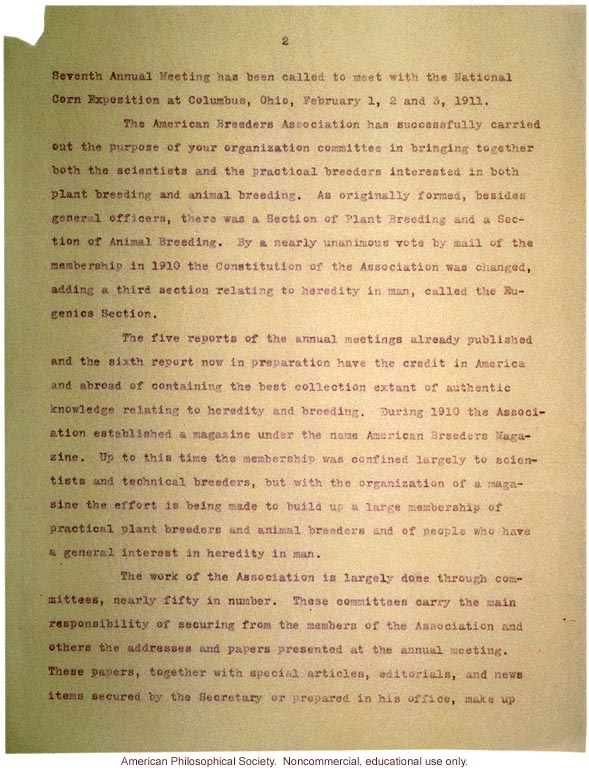 2
Seventh Annual Meeting has been called to meet with the National
Corn Exposition at Columbus, Ohio, February 1, 2 and 3, 1911.
The American Breeders Association has successfully carried
out the purpose of your organization committee in bringing together
both the scientists and the practical breeders interested in both
plant breeding and animal breeding. As originally formed, besides
general officers, there was a Section of Plant Breeding and a Sec-
tion of Animal Breeding. By a nearly unanimous vote by mail of the
membership in 1910 the Constitution of the Association was changed,
adding a third section relating to heredity in man, called the Eu-
genics Section.
The five reports of the annual meetings already published
and the sixth report now in preparation have the credit in America
and abroad of containing the best collection extant of authentic
knowledge relating to heredity and breeding. During 1910 the Associ-
ation established a magazine under the name American Breeders Maga-
zine. Up to this time the membership was confined largely to scien-
tists and technical breeders, but with the organization of a maga-
zine the effort is being made to build up a large membership of
practical plant breeders and animal breeders and of people who have
a general interest in heredity in man.
The work of the Association is largely done through com-
mittees, nearly fifty in number. These committees carry the main
responsibility of securing from the members of the Association and
others the addresses and papers presented at the annual meeting.
These papers, together with special articles, editorials, and news
items secured by the Secretary or prepared in his office, make up
American Philosophical Society. Noncommercial, educational use only.